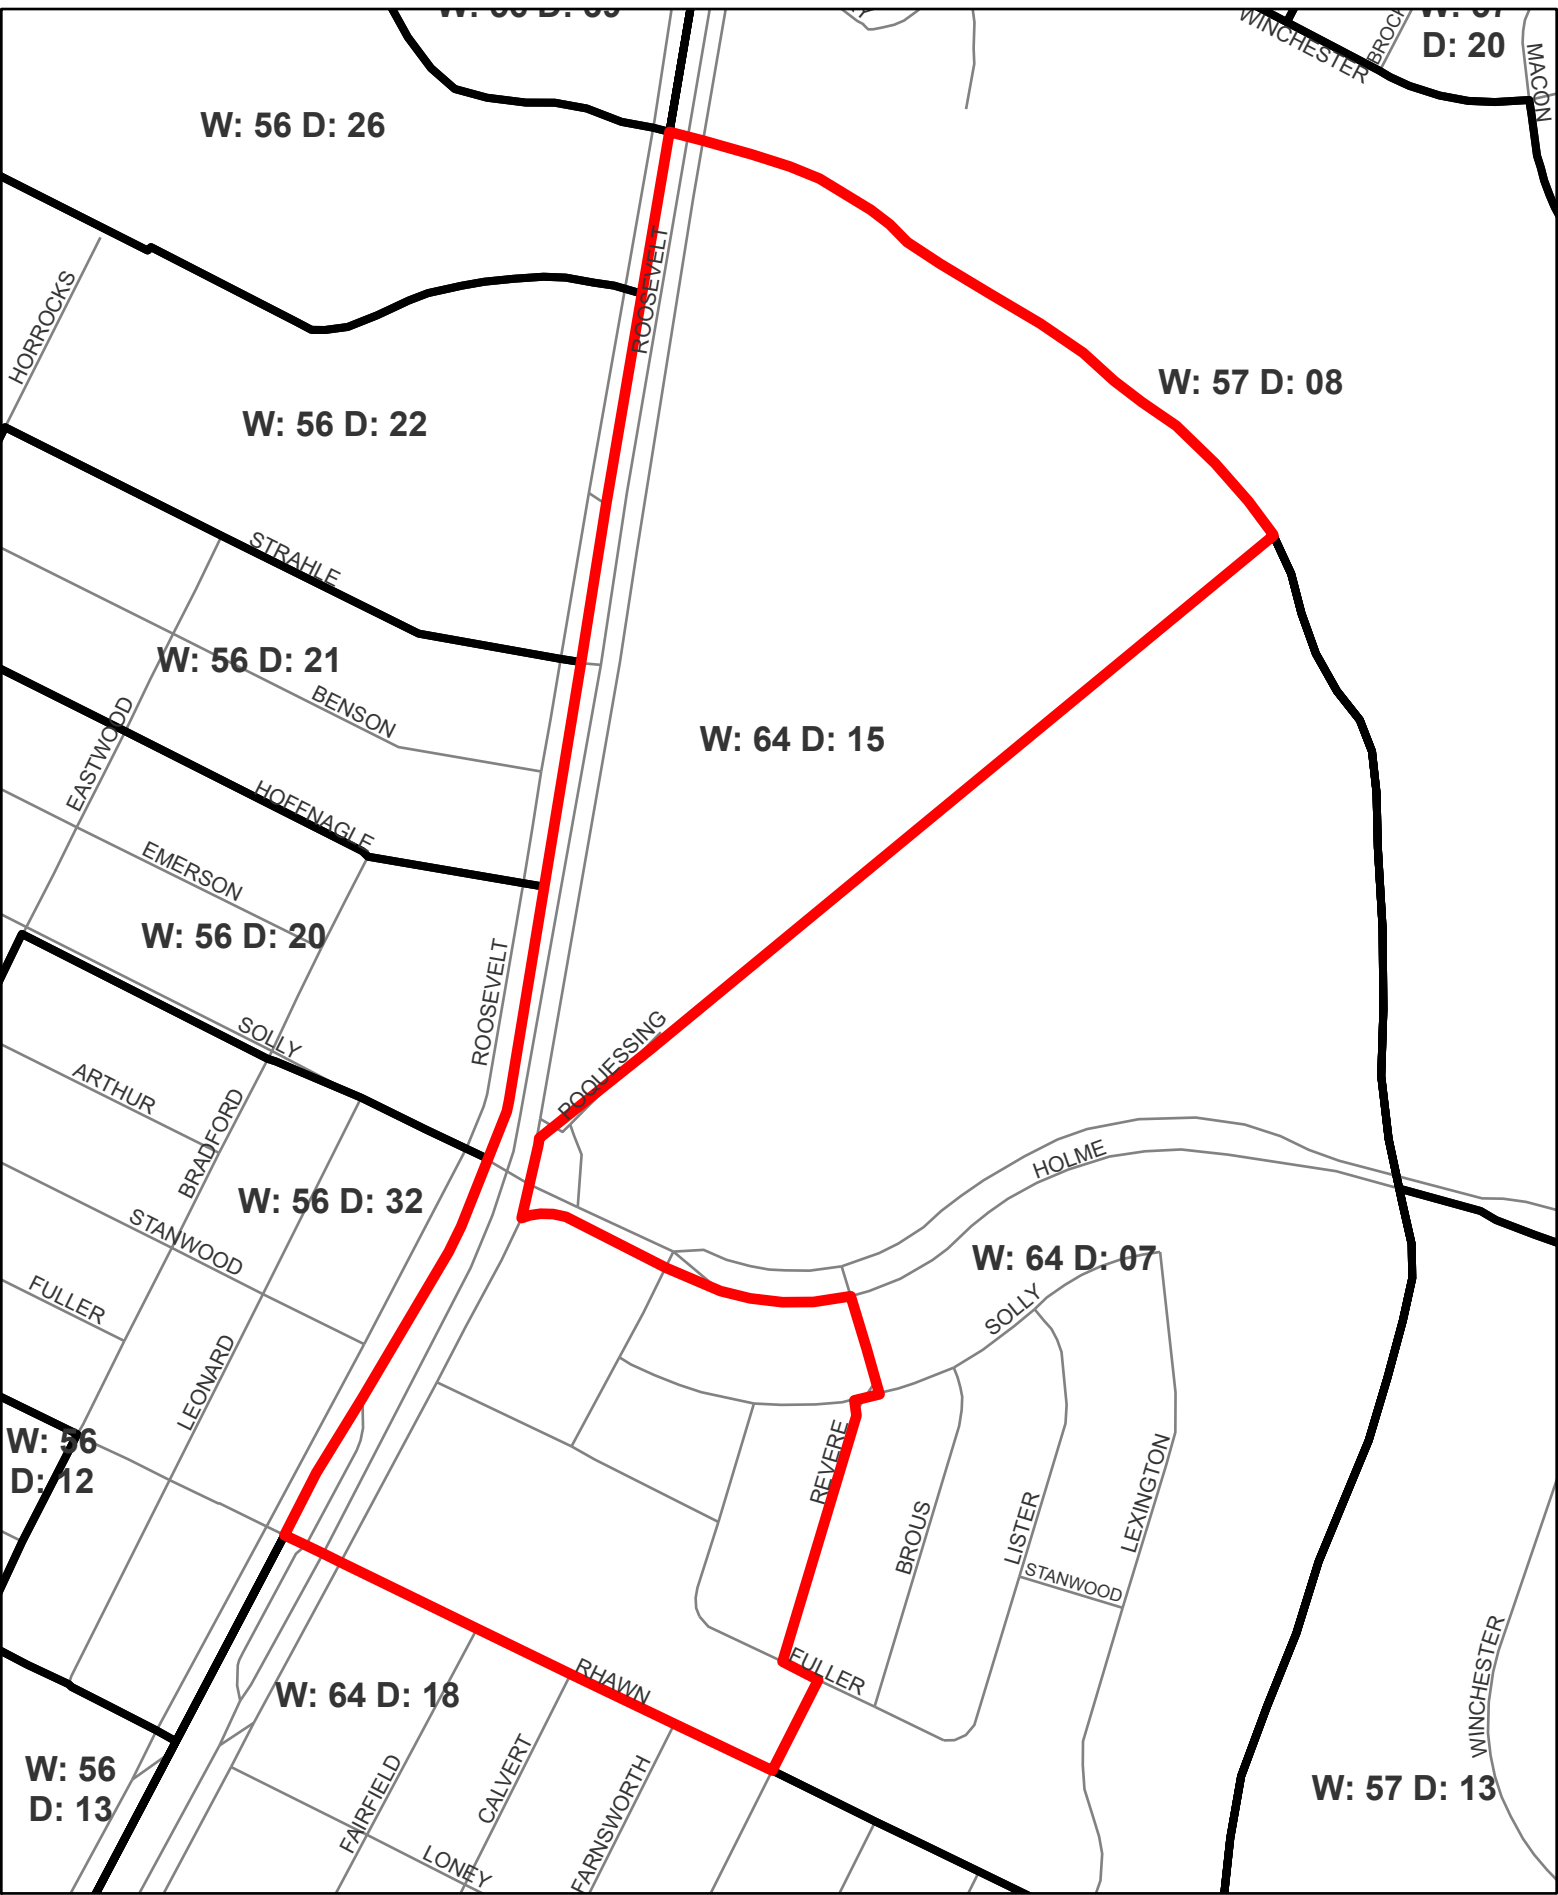 WINCHESTER
BROCK
D: 20
MACON
W: 56 D: 26
ROOSEVELT
HORROCKS
W: 57 D: 08
W: 56 D: 22
STRAHLE
W: 56 D: 21
BENSON
EASTWOOD
W: 64 D: 15
HOFFNAGLE
EMERSON
W: 56 D: 20
ROOSEVELT
POQUESSING
SOLLY
ARTHUR
BRADFORD
HOLME
W: 56 D: 32
STANWOOD
W: 64 D: 07
FULLER
SOLLY
LEONARD
W: 56
D: 12
REVERE
BROUS
LISTER
LEXINGTON
STANWOOD
FULLER
WINCHESTER
RHAWN
W: 64 D: 18
W: 56
D: 13
FAIRFIELD
CALVERT
FARNSWORTH
LONEY
W: 57 D: 13